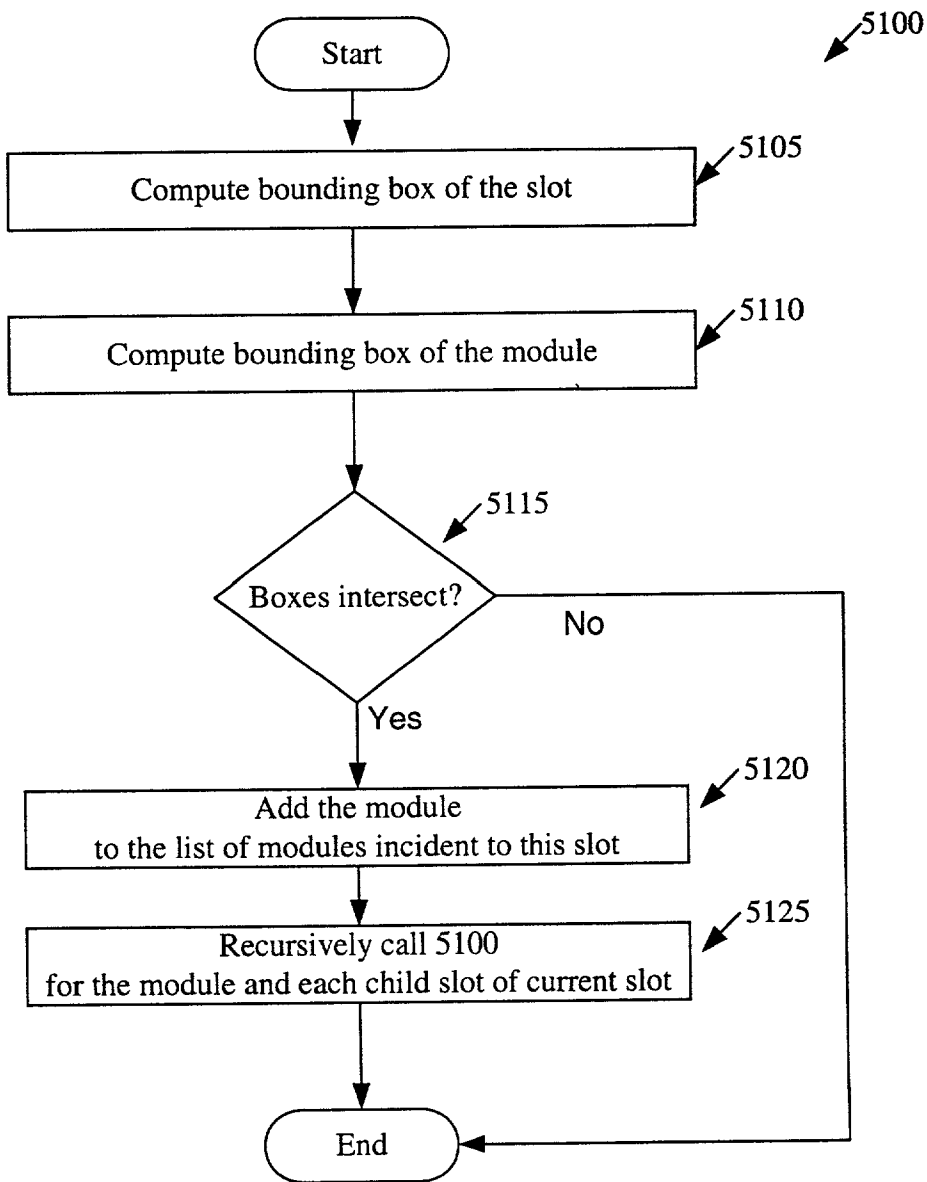 5100
Start
5105
Compute bounding box of the slot
5110
Compute bounding box of the module
5115
Boxes intersect?
No
Yes
5120
Add the module
to the list of modules incident to this slot
5125
Recursively call 5100
for the module and each child slot of current slot
End